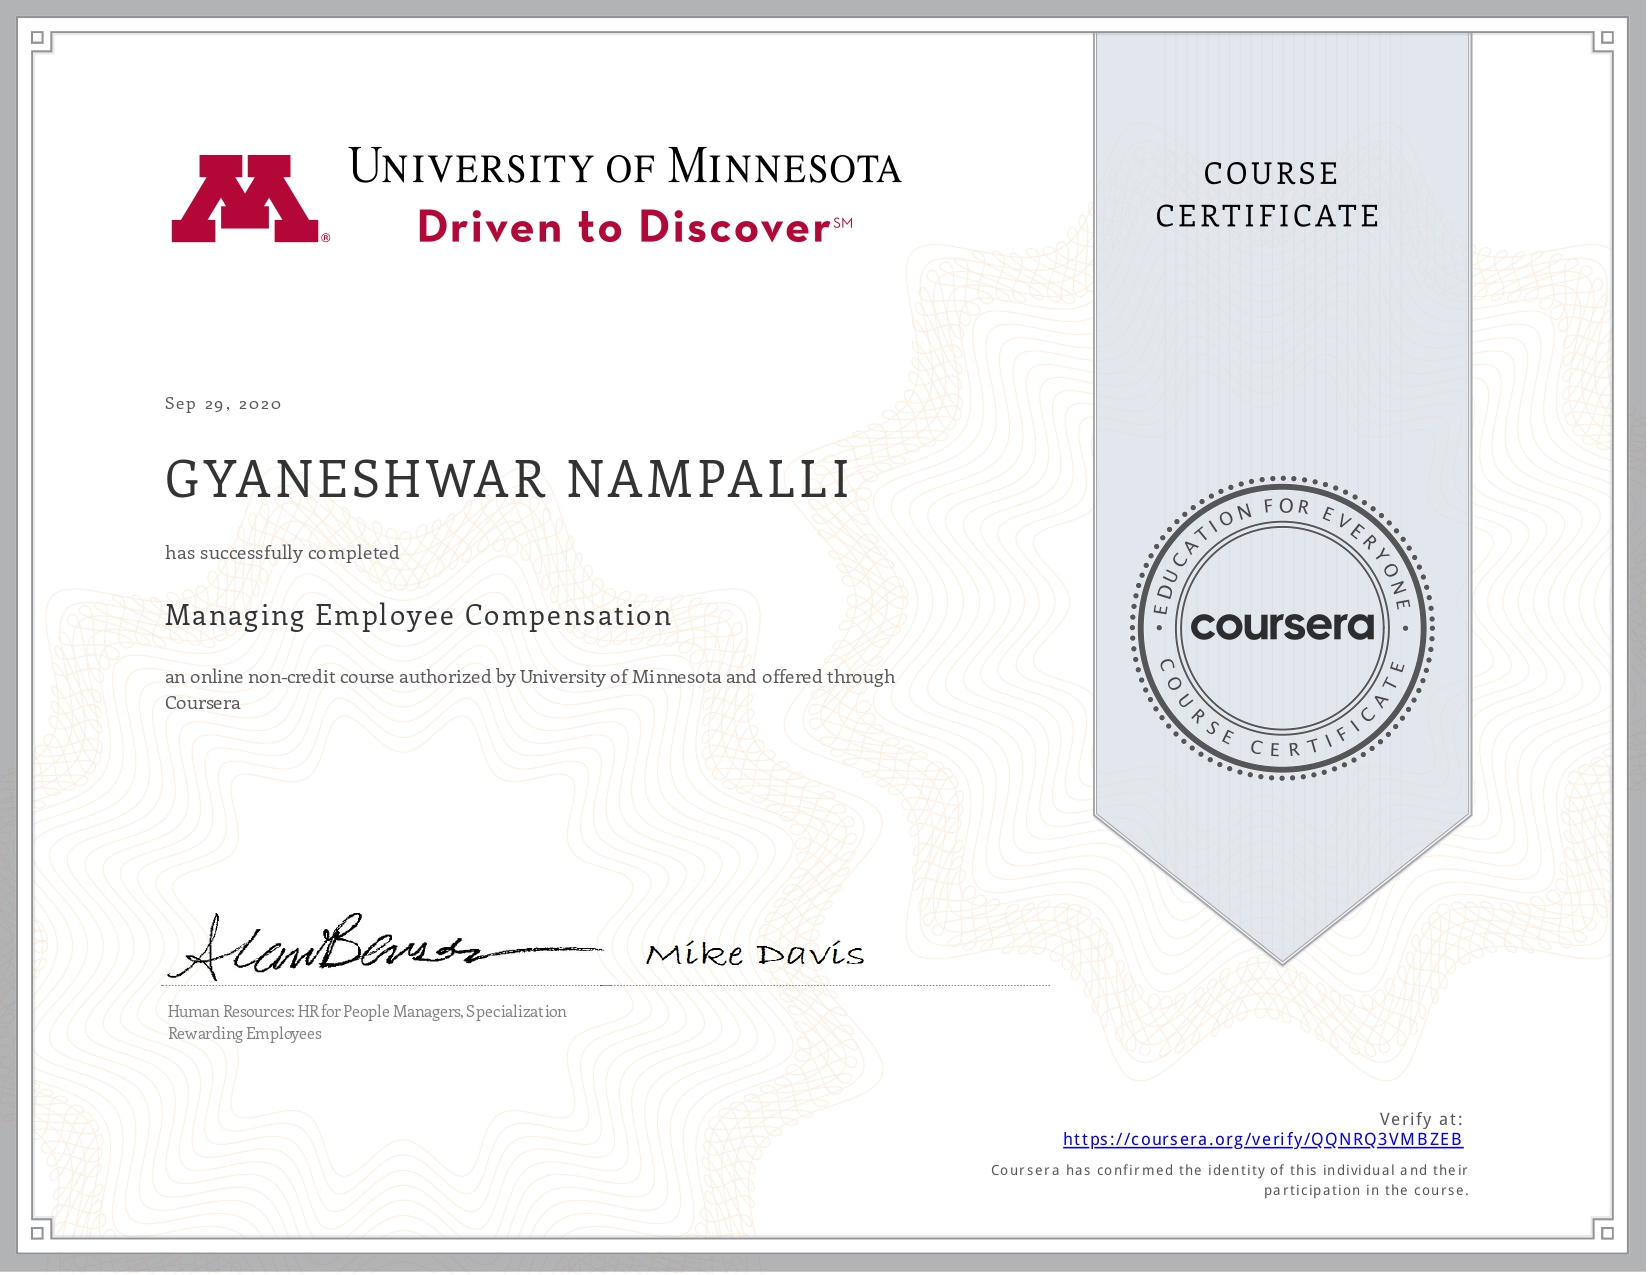 UNIVERSITY OF MINNESOTA
Driven to Discover℠
®
COURSE
CERTIFICATE
Sep 29, 2020
GYANESHWAR NAMPALLI
has successfully completed
Managing Employee Compensation
an online non-credit course authorized by University of Minnesota and offered through
Coursera
• EDUCATION FOR EVERYONE •
coursera
COURSE CERTIFICATE
Alan Benson
Mike Davis
Human Resources: HR for People Managers, Specialization
Rewarding Employees
Verify at:
https://coursera.org/verify/QQNRQ3VMBZEB
Coursera has confirmed the identity of this individual and their
participation in the course.